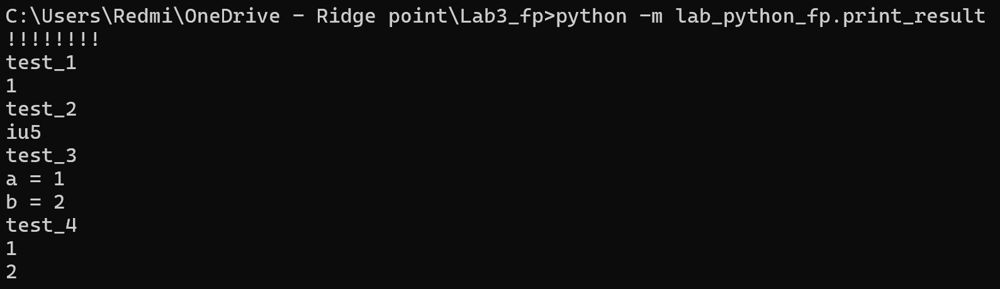 C:\Users\Redmi\OneDrive - Ridge point\Lab3_fp>python -m lab_python_fp.print_result
!!!!!!!!
test_1
1
test_2
iu5
test_3
a = 1
b = 2
test_4
1
2